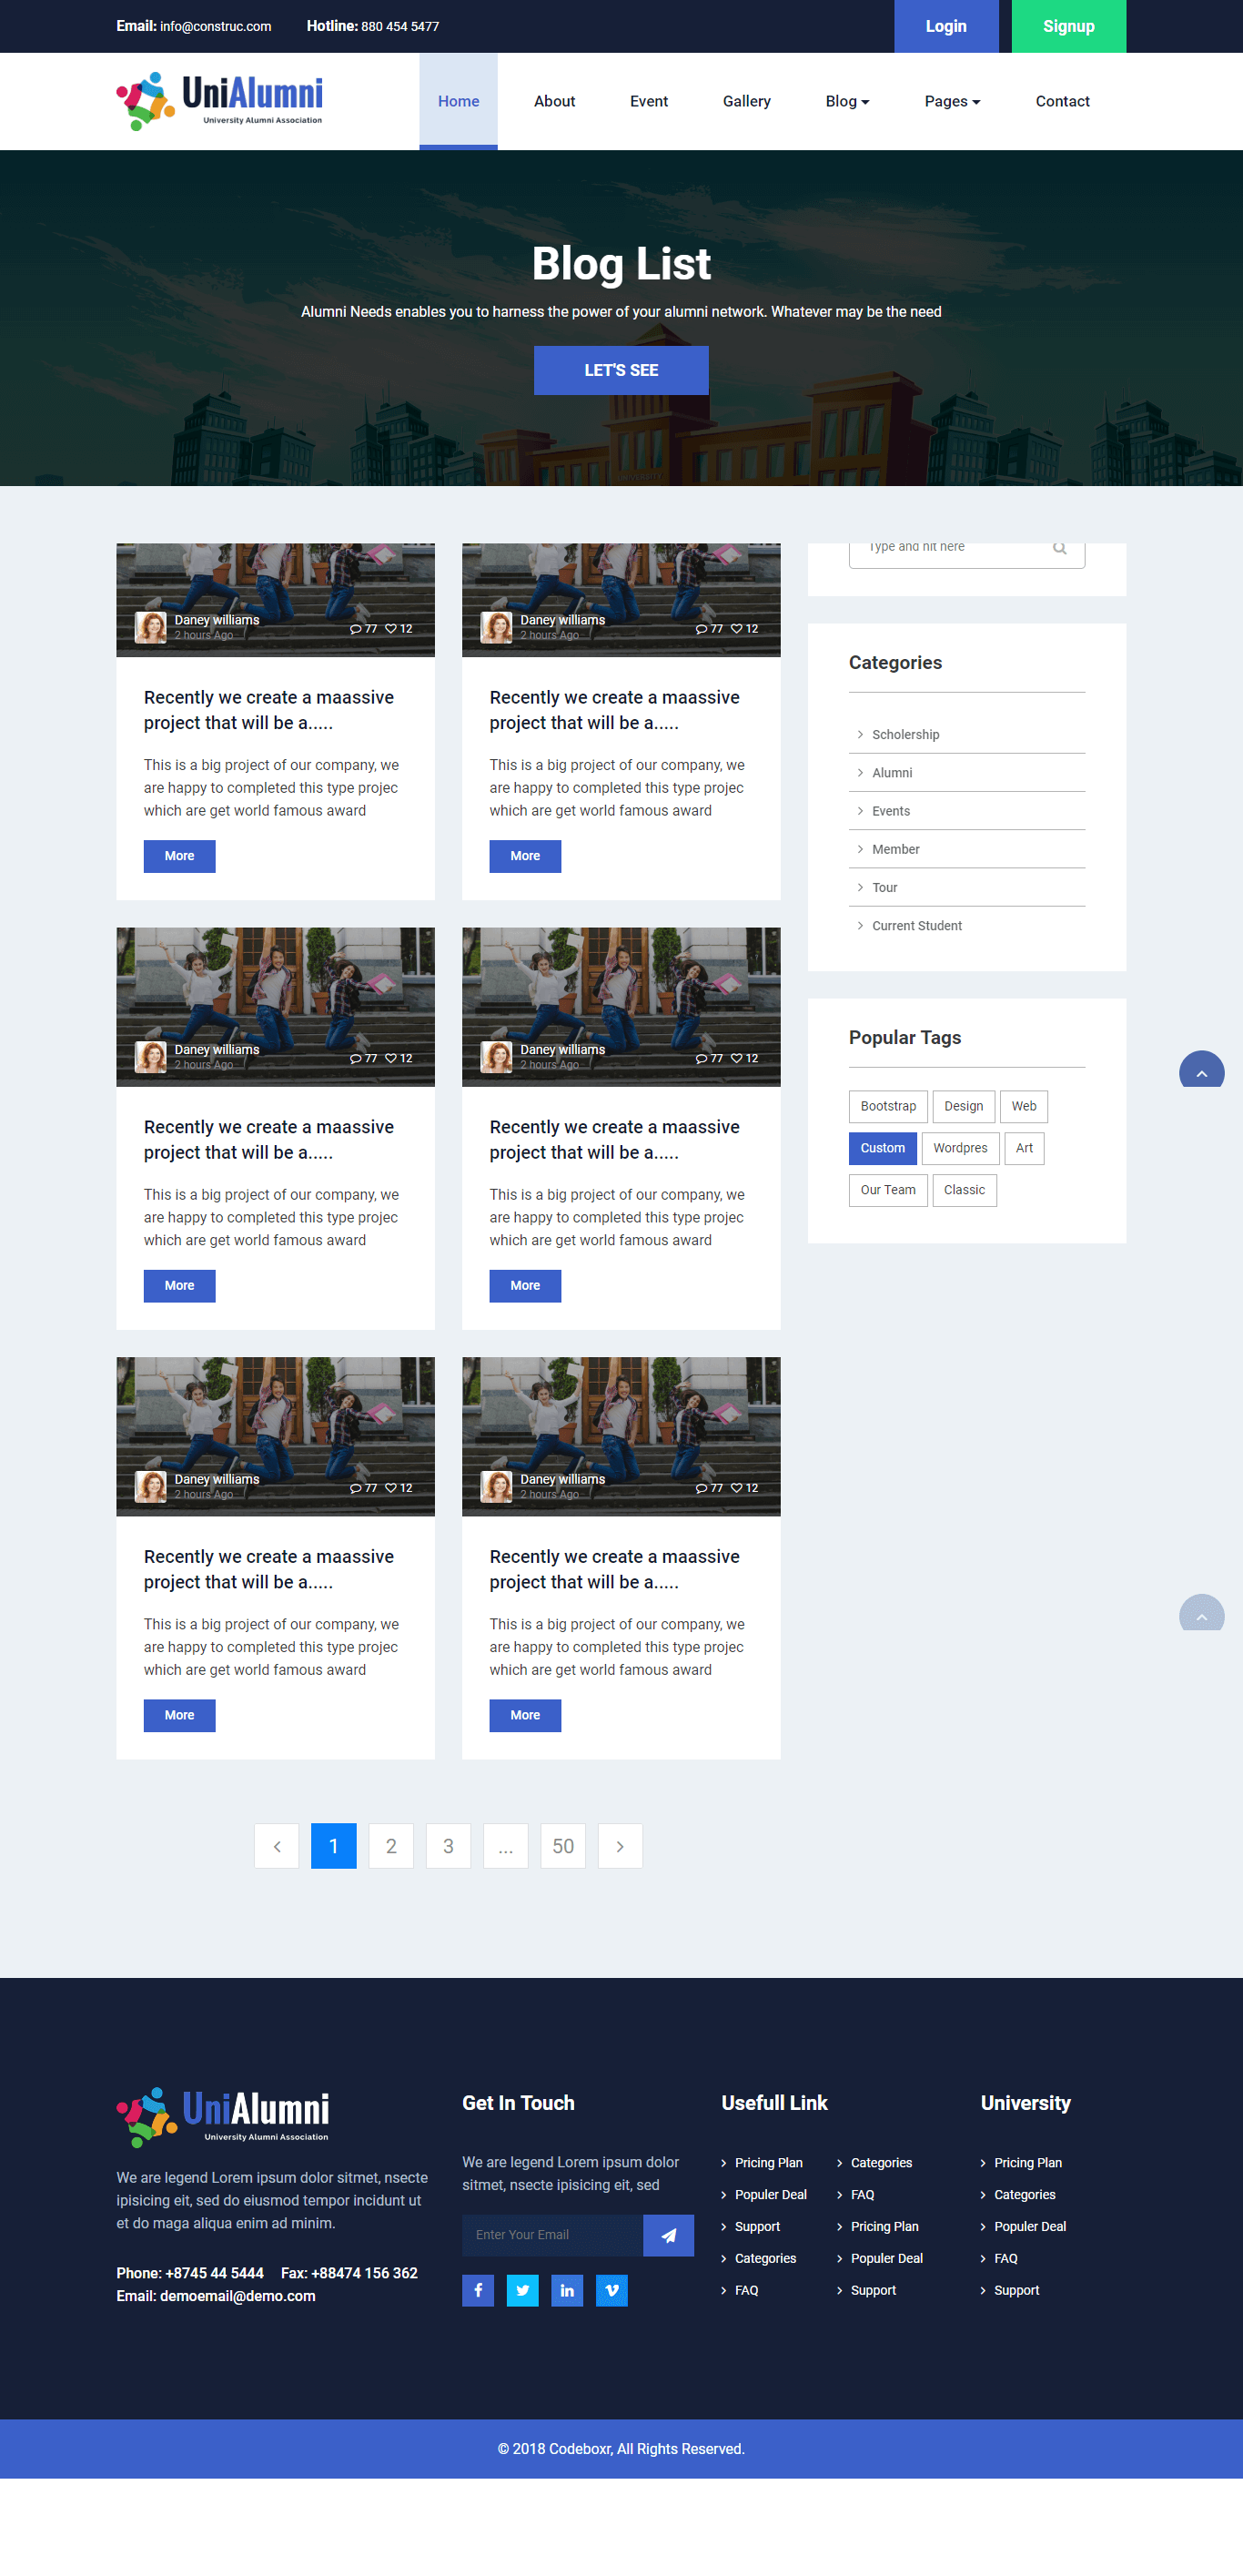 Email: info@construc.com Hotline: 880 454 5477 Login Signup
UniAlumni
University Alumni Association
Home About Event Gallery Blog Pages Contact
Blog List
Alumni Needs enables you to harness the power of your alumni network. Whatever may be the need
LET'S SEE
UNIVERSITY
Daney williams
2 hours Ago
77 12
Recently we create a maassive
project that will be a.....
This is a big project of our company, we
are happy to completed this type projec
which are get world famous award
More
Daney williams
2 hours Ago
77 12
Recently we create a maassive
project that will be a.....
This is a big project of our company, we
are happy to completed this type projec
which are get world famous award
More
Daney williams
2 hours Ago
77 12
Recently we create a maassive
project that will be a.....
This is a big project of our company, we
are happy to completed this type projec
which are get world famous award
More
Daney williams
2 hours Ago
77 12
Recently we create a maassive
project that will be a.....
This is a big project of our company, we
are happy to completed this type projec
which are get world famous award
More
Daney williams
2 hours Ago
77 12
Recently we create a maassive
project that will be a.....
This is a big project of our company, we
are happy to completed this type projec
which are get world famous award
More
Daney williams
2 hours Ago
77 12
Recently we create a maassive
project that will be a.....
This is a big project of our company, we
are happy to completed this type projec
which are get world famous award
More
1 2 3 ... 50
Type and hit here
Categories
Scholership
Alumni
Events
Member
Tour
Current Student
Popular Tags
Bootstrap Design Web
Custom Wordpres Art
Our Team Classic
UniAlumni
University Alumni Association
We are legend Lorem ipsum dolor sitmet, nsecte
ipisicing eit, sed do eiusmod tempor incidunt ut
et do maga aliqua enim ad minim.
Phone: +8745 44 5444 Fax: +88474 156 362
Email: demoemail@demo.com
Get In Touch
We are legend Lorem ipsum dolor
sitmet, nsecte ipisicing eit, sed
Enter Your Email
Usefull Link
Pricing Plan
Populer Deal
Support
Categories
FAQ
Categories
FAQ
Pricing Plan
Populer Deal
Support
University
Pricing Plan
Categories
Populer Deal
FAQ
Support
© 2018 Codeboxr, All Rights Reserved.